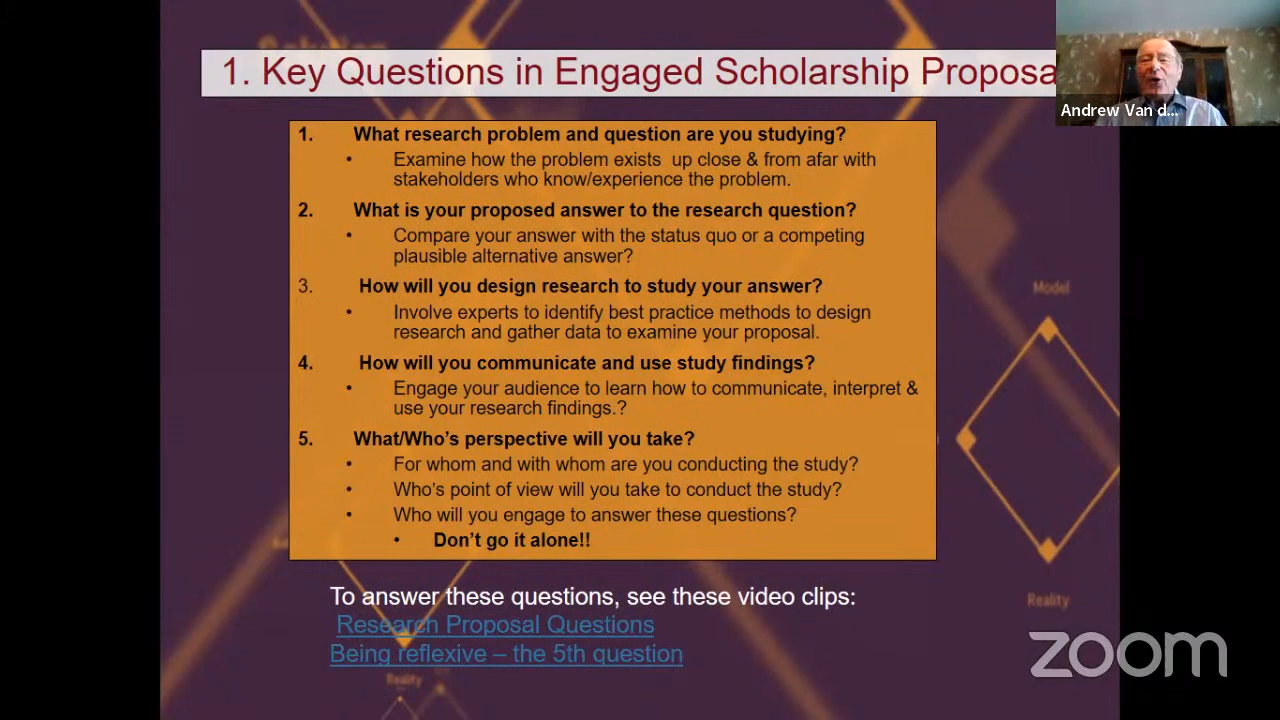 Solution
1. Key Questions in Engaged Scholarship Proposa
Andrew Van d...
1. What research problem and question are you studying?
• Examine how the problem exists up close & from afar with
stakeholders who know/experience the problem.
2. What is your proposed answer to the research question?
• Compare your answer with the status quo or a competing
plausible alternative answer?
3. How will you design research to study your answer?
• Involve experts to identify best practice methods to design
research and gather data to examine your proposal.
4. How will you communicate and use study findings?
• Engage your audience to learn how to communicate, interpret &
use your research findings.?
5. What/Who's perspective will you take?
• For whom and with whom are you conducting the study?
• Who's point of view will you take to conduct the study?
• Who will you engage to answer these questions?
• Don't go it alone!!
Model
Reality
To answer these questions, see these video clips:
Research Proposal Questions
Being reflexive – the 5th question
Reality
zoom